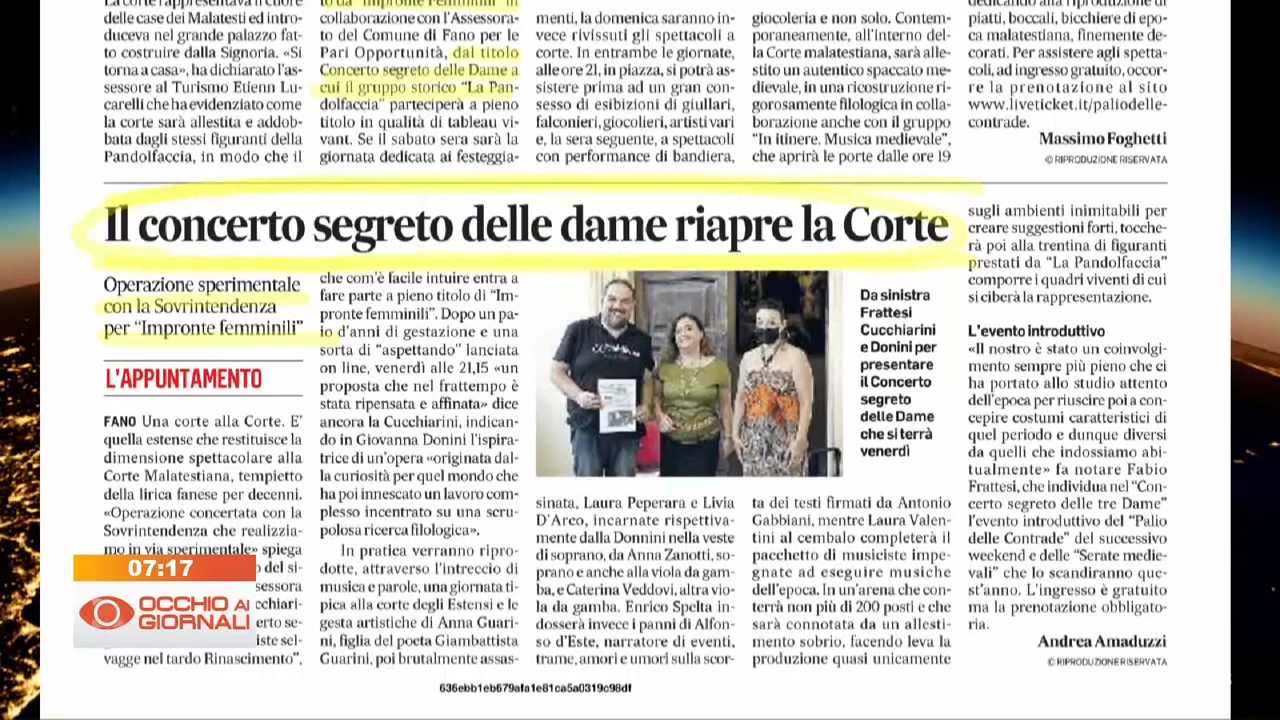 La corte rappresentava il cuore
delle case dei Malatesti ed intro-
duceva nel grande palazzo fat-
to costruire dalla Signoria. «Si
torna a casa», ha dichiarato l'as-
sessore al Turismo Etienn Lu-
carelli che ha evidenziato come
la corte sarà allestita e addob-
bata dagli stessi figuranti della
Pandolfaccia, in modo che il
to da "Impronte Femminili" in
collaborazione con l'Assessora-
to del Comune di Fano per le
Pari Opportunità, dal titolo
Concerto segreto delle Dame a
cui il gruppo storico "La Pan-
dolfaccia" parteciperà a pieno
titolo in qualità di tableau vi-
vant. Se il sabato sera sarà la
giornata dedicata ai festeggia-
menti, la domenica saranno in-
vece rivissuti gli spettacoli a
corte. In entrambe le giornate,
alle ore 21, in piazza, si potrà as-
sistere prima ad un gran con-
sesso di esibizioni di giullari,
falconieri, giocolieri, artisti vari
e, la sera seguente, a spettacoli
con performance di bandiera,
giocoleria e non solo. Contem-
poraneamente, all'interno del-
la Corte malatestiana, sarà alle-
stito un autentico spaccato me-
dievale, in una ricostruzione ri-
gorosamente filologica in colla-
borazione anche con il gruppo
"In itinere. Musica medievale",
che aprirà le porte dalle ore 19
dedicando alla riproduzione di
piatti, boccali, bicchiere di epo-
ca malatestiana, finemente de-
corati. Per assistere agli spetta-
coli, ad ingresso gratuito, occor-
re la prenotazione al sito
www.liveticket.it/paliodelle-
contrade.
Massimo Foghetti
© RIPRODUZIONE RISERVATA
Il concerto segreto delle dame riapre la Corte
Operazione sperimentale
con la Sovrintendenza
per "Impronte femminili"
L'APPUNTAMENTO
FANO Una corte alla Corte. E'
quella estense che restituisce la
dimensione spettacolare alla
Corte Malatestiana, tempietto
della lirica fanese per decenni.
«Operazione concertata con la
Sovrintendenza che realizzia-
mo in via sperimentale» spiega
o del si-
sessora
cchiari-
erto se-
iste sel-
vagge nel tardo Rinascimento",
che com'è facile intuire entra a
fare parte a pieno titolo di "Im-
pronte femminili". Dopo un pa-
io d'anni di gestazione e una
sorta di "aspettando" lanciata
on line, venerdì alle 21,15 «un
proposta che nel frattempo è
stata ripensata e affinata» dice
ancora la Cucchiarini, indican-
do in Giovanna Donini l'ispira-
trice di un'opera «originata dal-
la curiosità per quel mondo che
ha poi innescato un lavoro com-
plesso incentrato su una scru-
polosa ricerca filologica».
In pratica verranno ripro-
dotte, attraverso l'intreccio di
musica e parole, una giornata ti-
pica alla corte degli Estensi e le
gesta artistiche di Anna Guari-
ni, figlia del poeta Giambattista
Guarini, poi brutalmente assas-
Da sinistra
Frattesi
Cucchiarini
e Donini per
presentare
il Concerto
segreto
delle Dame
che si terrà
venerdì
sinata, Laura Peperara e Livia
D'Arco, incarnate rispettiva-
mente dalla Donnini nella veste
di soprano, da Anna Zanotti, so-
prano e anche alla viola da gam-
ba, e Caterina Veddovi, altra vio-
la da gamba. Enrico Spelta in-
dosserà invece i panni di Alfon-
so d'Este, narratore di eventi,
trame, amori e umori sulla scor-
ta dei testi firmati da Antonio
Gabbiani, mentre Laura Valen-
tini al cembalo completerà il
pacchetto di musiciste impe-
gnate ad eseguire musiche
dell'epoca. In un'arena che con-
terrà non più di 200 posti e che
sarà connotata da un allesti-
mento sobrio, facendo leva la
produzione quasi unicamente
sugli ambienti inimitabili per
creare suggestioni forti, tocche-
rà poi alla trentina di figuranti
prestati da "La Pandolfaccia"
comporre i quadri viventi di cui
si ciberà la rappresentazione.
L'evento introduttivo
«Il nostro è stato un coinvolgi-
mento sempre più pieno che ci
ha portato allo studio attento
dell'epoca per riuscire poi a con-
cepire costumi caratteristici di
quel periodo e dunque diversi
da quelli che indossiamo abi-
tualmente» fa notare Fabio
Frattesi, che individua nel "Con-
certo segreto delle tre Dame"
l'evento introduttivo del "Palio
delle Contrade" del successivo
weekend e delle "Serate medie-
vali" che lo scandiranno que-
st'anno. L'ingresso è gratuito
ma la prenotazione obbligato-
ria.
Andrea Amaduzzi
© RIPRODUZIONE RISERVATA
07:17
OCCHIO AI
GIORNALI
636ebb1eb679afa1e81ca5a0319c98df